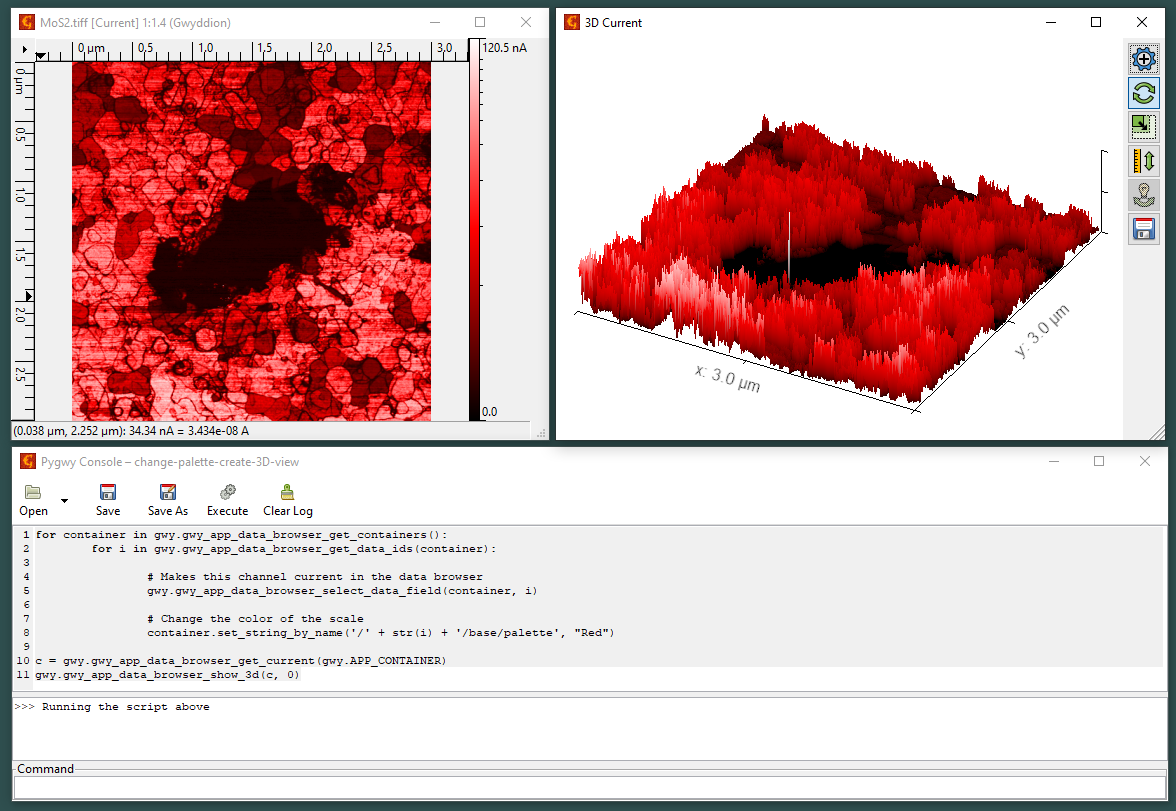 MoS2.tiff [Current] 1:1.4 (Gwyddion)
0 µm 0.5 1.0 1.5 2.0 2.5 3.0
120.5 nA
0 µm
0.5
1.0
1.5
2.0
2.5
0.0
(0.038 µm, 2.252 µm): 34.34 nA = 3.434e-08 A
3D Current
x: 3.0 µm
y: 3.0 µm
Pygwy Console – change-palette-create-3D-view
Open Save Save As Execute Clear Log
1 for container in gwy.gwy_app_data_browser_get_containers():
2 for i in gwy.gwy_app_data_browser_get_data_ids(container):
3
4 # Makes this channel current in the data browser
5 gwy.gwy_app_data_browser_select_data_field(container, i)
6
7 # Change the color of the scale
8 container.set_string_by_name('/' + str(i) + '/base/palette', "Red")
9
10 c = gwy.gwy_app_data_browser_get_current(gwy.APP_CONTAINER)
11 gwy.gwy_app_data_browser_show_3d(c, 0)
>>> Running the script above
Command